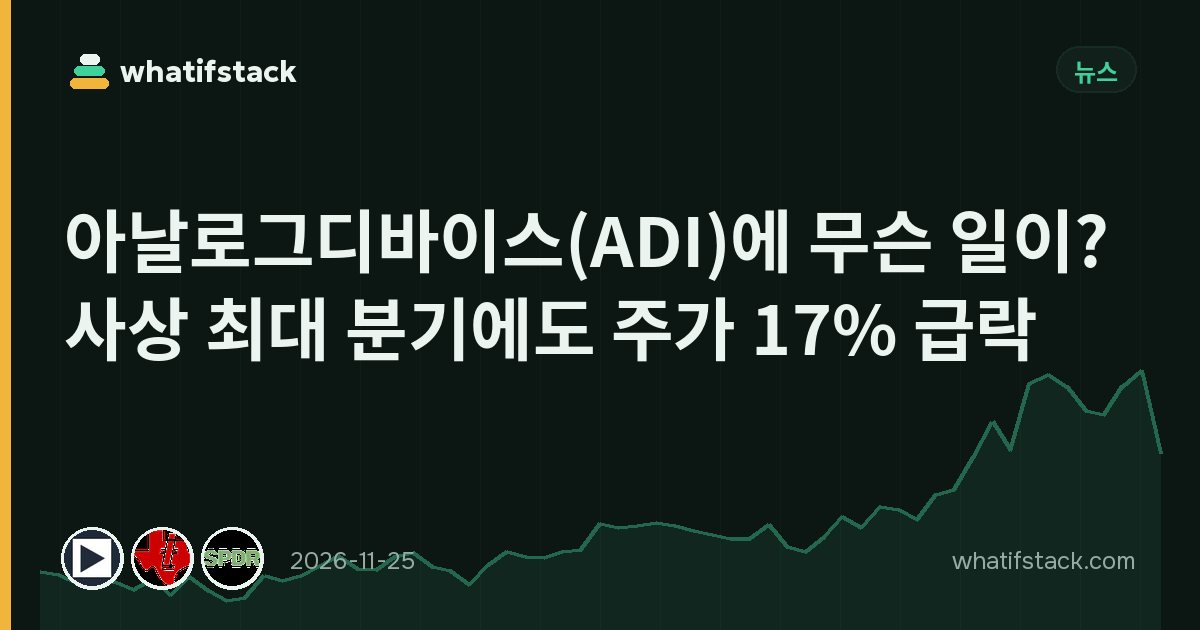 whatifstack
뉴스
아날로그디바이스(ADI)에 무슨 일이?
사상 최대 분기에도 주가 17% 급락
SPDR
2026-11-25
whatifstack.com